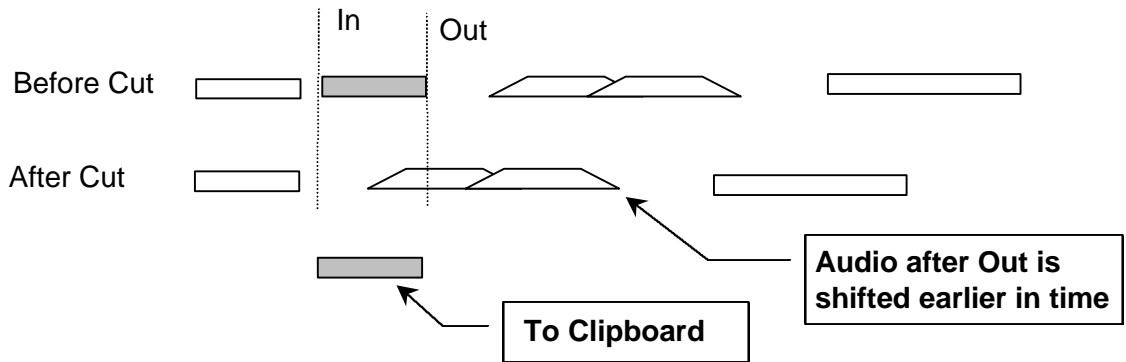 In
Out
Before Cut
After Cut
Audio after Out is
shifted earlier in time
To Clipboard